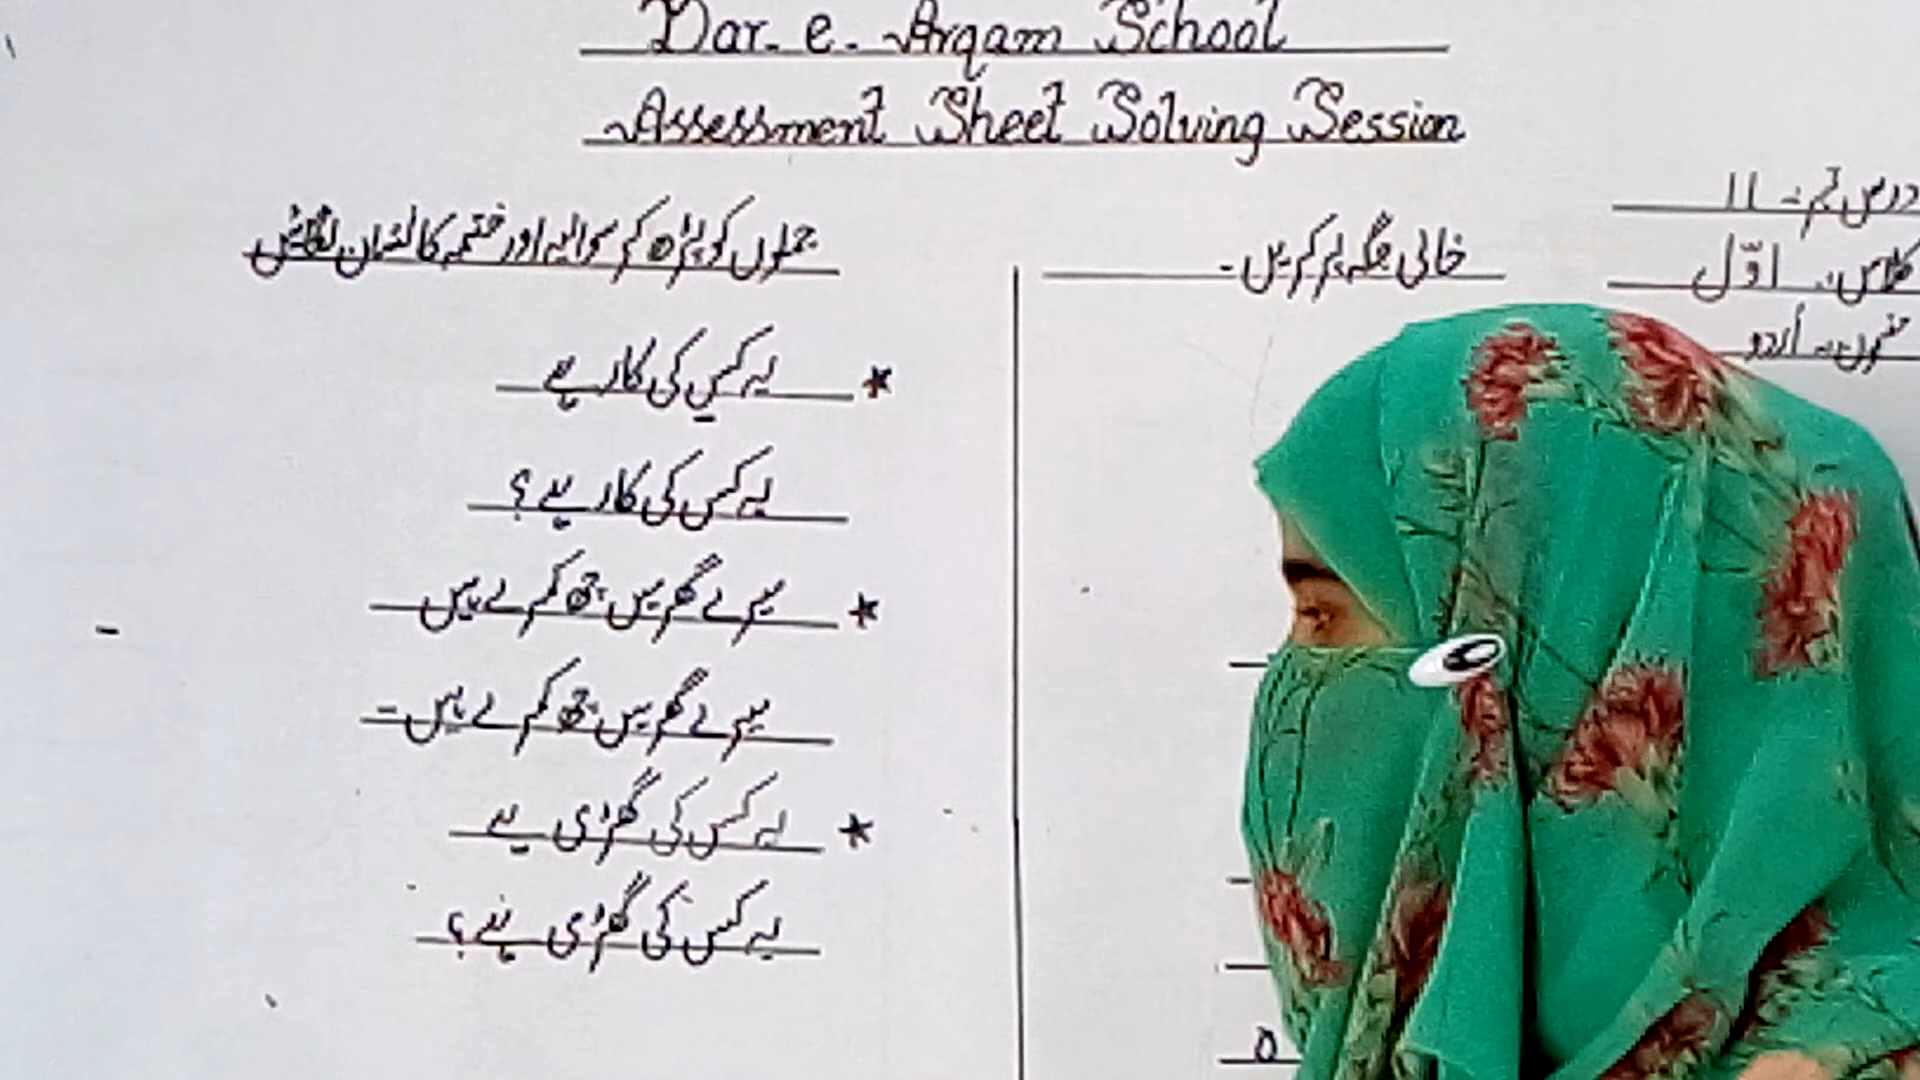 Dar. e. Arqam School
Assessment Sheet Solving Session
درس نمبر 11
کلاس:۔ اوّل
اُردو
خالی جگہ پر کریں۔
جملوں کو پڑھ کر سوالیہ اور ختمہ کا نشان لگائیں
★ یہ کس کی کار ہے
یہ کس کی کار ہے؟
★ میرے گھر میں چھ کمرے ہیں
میرے گھر میں چھ کمرے ہیں۔
★ یہ کس کی گھڑی ہے
یہ کس کی گھڑی ہے؟